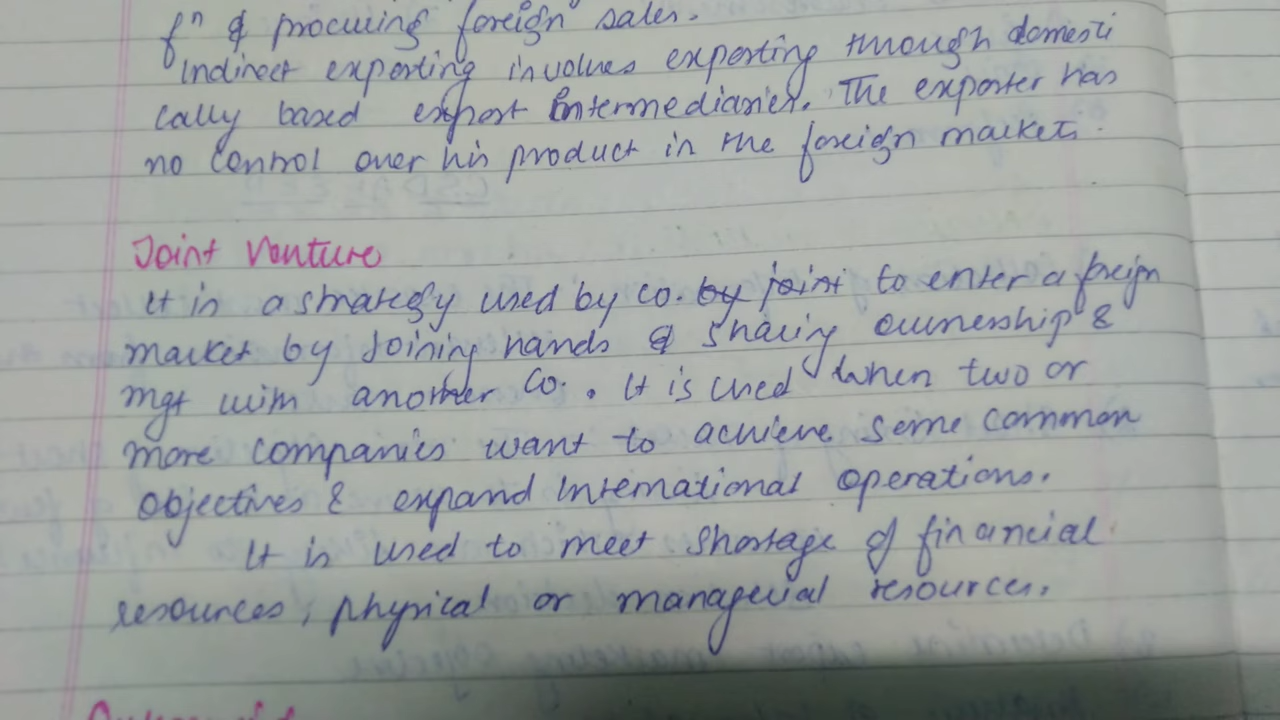 fn of procuring foreign sales.
Indirect exporting involves exporting through domesti
cally based export intermediaries. The exporter has
no control over his product in the foreign market.
Joint Venture
It is a strategy used by co. by joint to enter a foreign
market by Joining hands & sharing ownership &
mgt with another Co. . It is used when two or
more companies want to achieve some common
objectives & expand International operations.
It is used to meet shortage of financial
resources, physical or managerial resources.